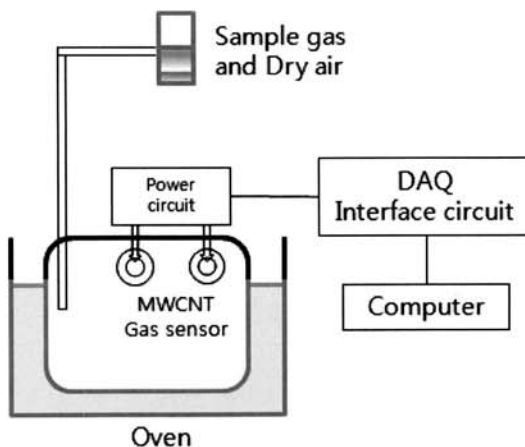 Sample gas
and Dry air
Power
circuit
DAQ
Interface circuit
MWCNT
Gas sensor
Computer
Oven